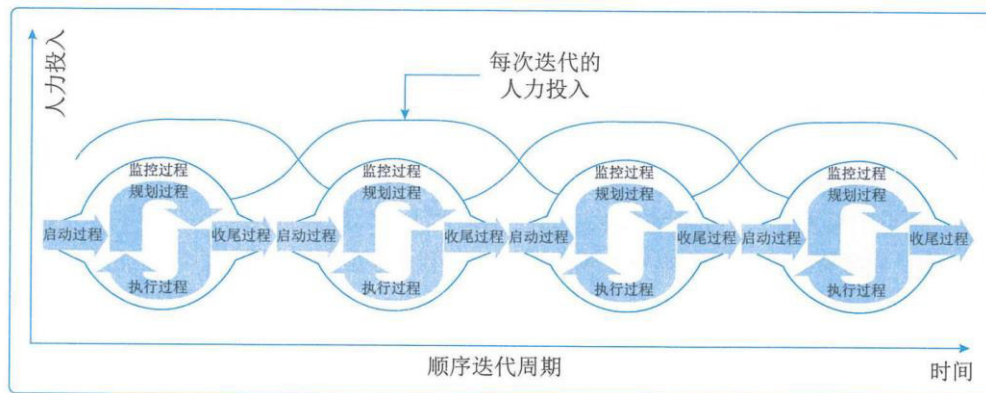 人力投入
每次迭代的
人力投入
监控过程
规划过程
启动过程
收尾过程
执行过程
监控过程
规划过程
启动过程
收尾过程
执行过程
监控过程
规划过程
启动过程
收尾过程
执行过程
监控过程
规划过程
启动过程
收尾过程
执行过程
顺序迭代周期
时间